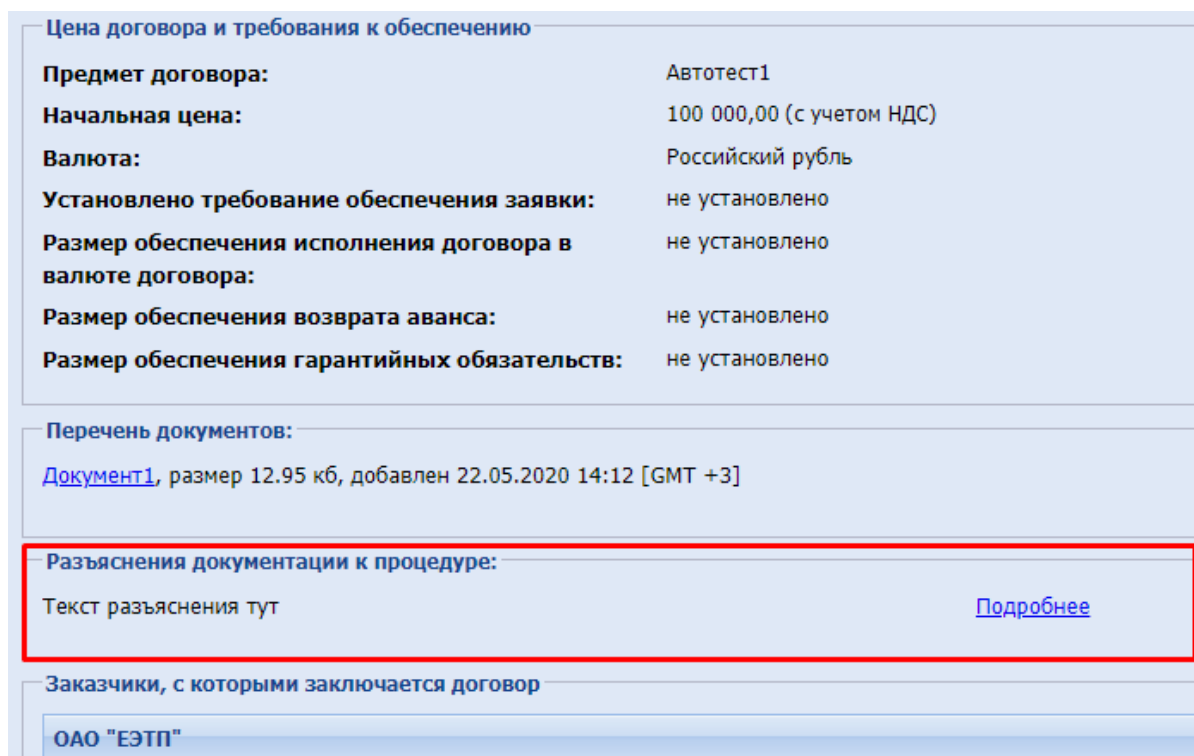 Цена договора и требования к обеспечению
Предмет договора: Автотест1
Начальная цена: 100 000,00 (с учетом НДС)
Валюта: Российский рубль
Установлено требование обеспечения заявки: не установлено
Размер обеспечения исполнения договора в не установлено
валюте договора:
Размер обеспечения возврата аванса: не установлено
Размер обеспечения гарантийных обязательств: не установлено
Перечень документов:
Документ1, размер 12.95 кб, добавлен 22.05.2020 14:12 [GMT +3]
Разъяснения документации к процедуре:
Текст разъяснения тут Подробнее
Заказчики, с которыми заключается договор
ОАО "ЕЭТП"